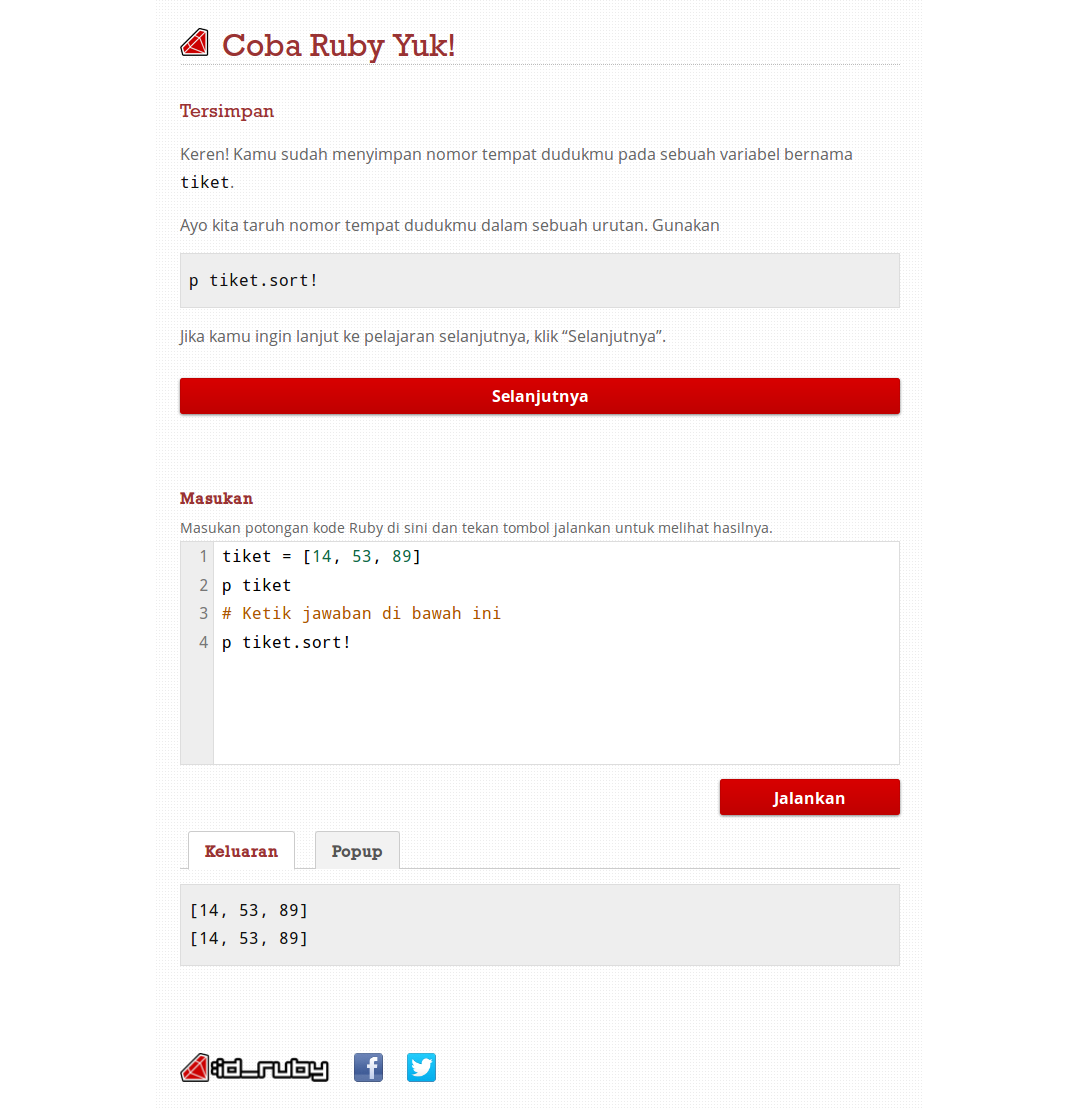 Coba Ruby Yuk!
Tersimpan
Keren! Kamu sudah menyimpan nomor tempat dudukmu pada sebuah variabel bernama
tiket.
Ayo kita taruh nomor tempat dudukmu dalam sebuah urutan. Gunakan
p tiket.sort!
Jika kamu ingin lanjut ke pelajaran selanjutnya, klik “Selanjutnya”.
Selanjutnya
Masukan
Masukan potongan kode Ruby di sini dan tekan tombol jalankan untuk melihat hasilnya.
1 tiket = [14, 53, 89]
2 p tiket
3 # Ketik jawaban di bawah ini
4 p tiket.sort!
Jalankan
Keluaran Popup
[14, 53, 89]
[14, 53, 89]
:id_ruby f